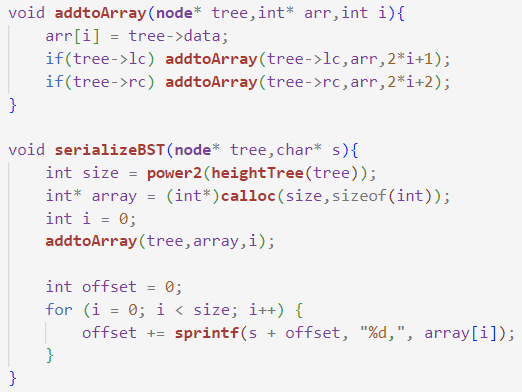 void addtoArray(node* tree,int* arr,int i){
    arr[i] = tree->data;
    if(tree->lc) addtoArray(tree->lc,arr,2*i+1);
    if(tree->rc) addtoArray(tree->rc,arr,2*i+2);
}

void serializeBST(node* tree,char* s){
    int size = power2(heightTree(tree));
    int* array = (int*)calloc(size,sizeof(int));
    int i = 0;
    addtoArray(tree,array,i);

    int offset = 0;
    for (i = 0; i < size; i++) {
        offset += sprintf(s + offset, "%d,", array[i]);
    }
}